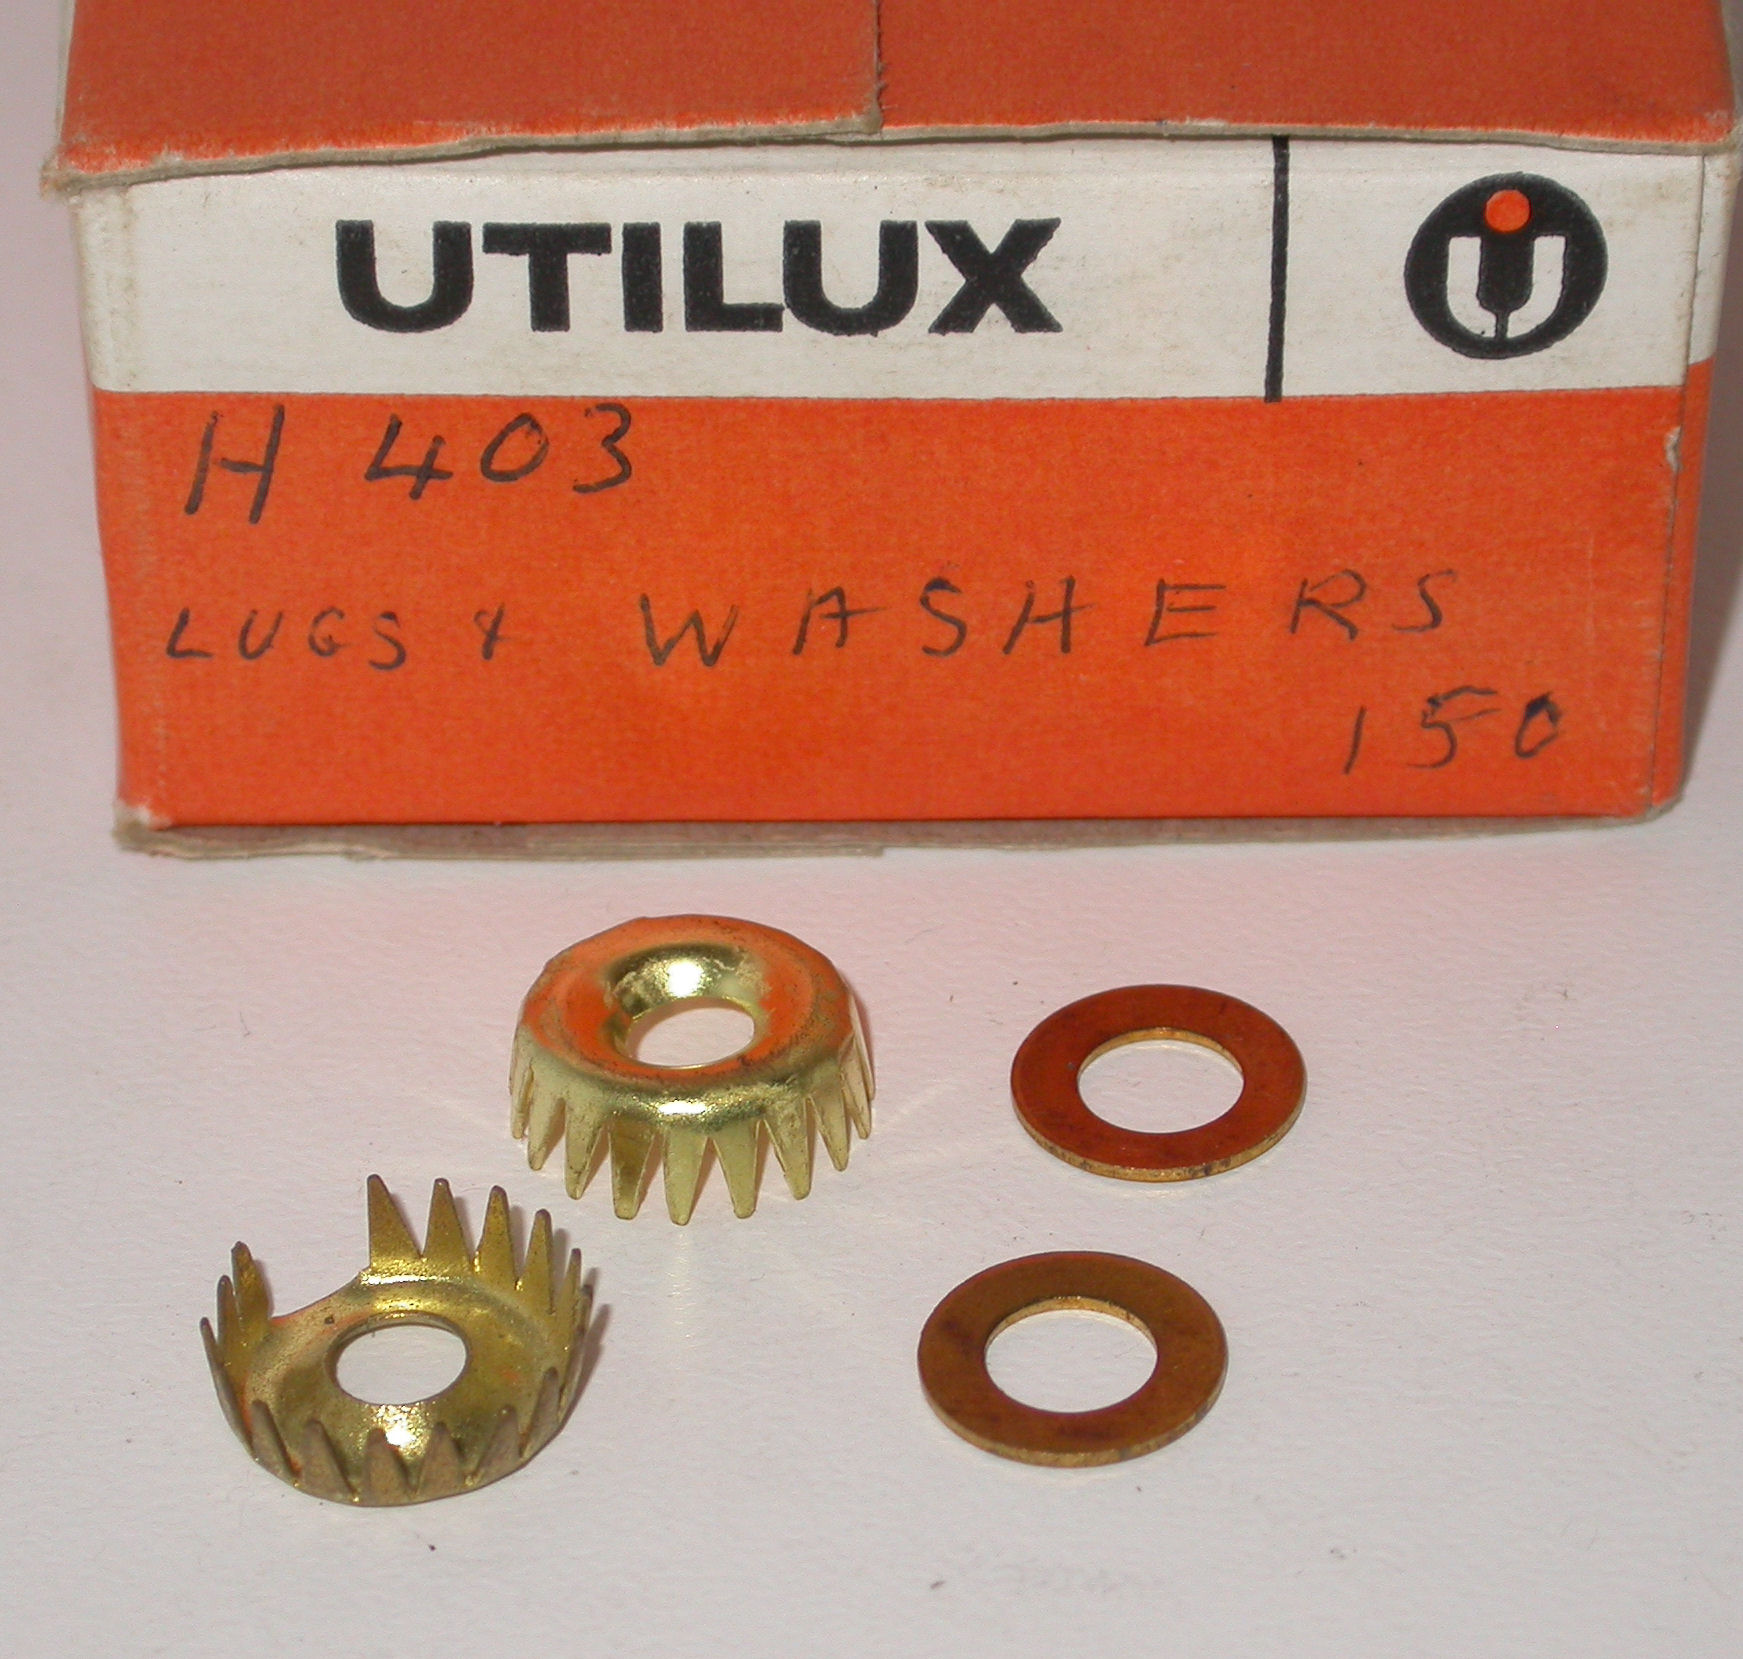 UTILUX
H 403
LUGS & WASHERS
150